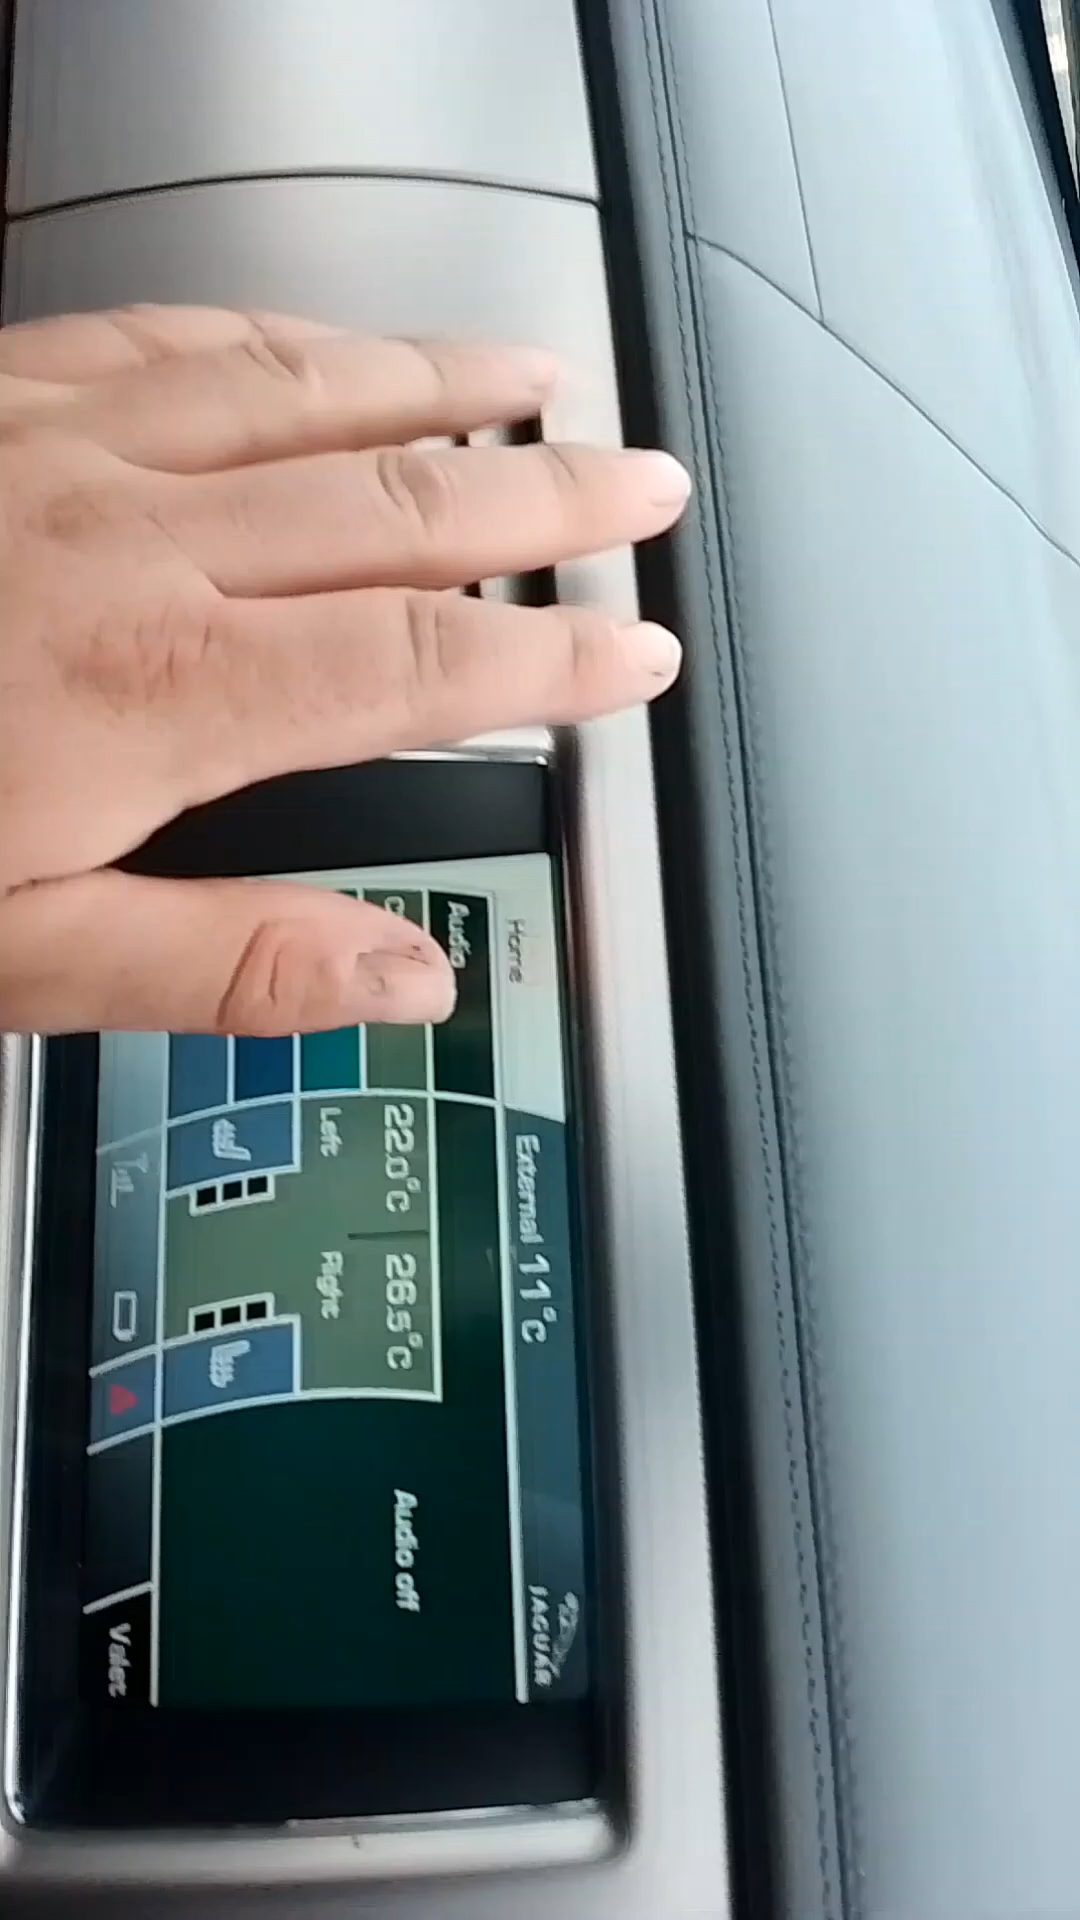 Home
External 11°C
JAGUAR
Audio
22.0°C
26.5°C
Left
Right
Audio off
Valet